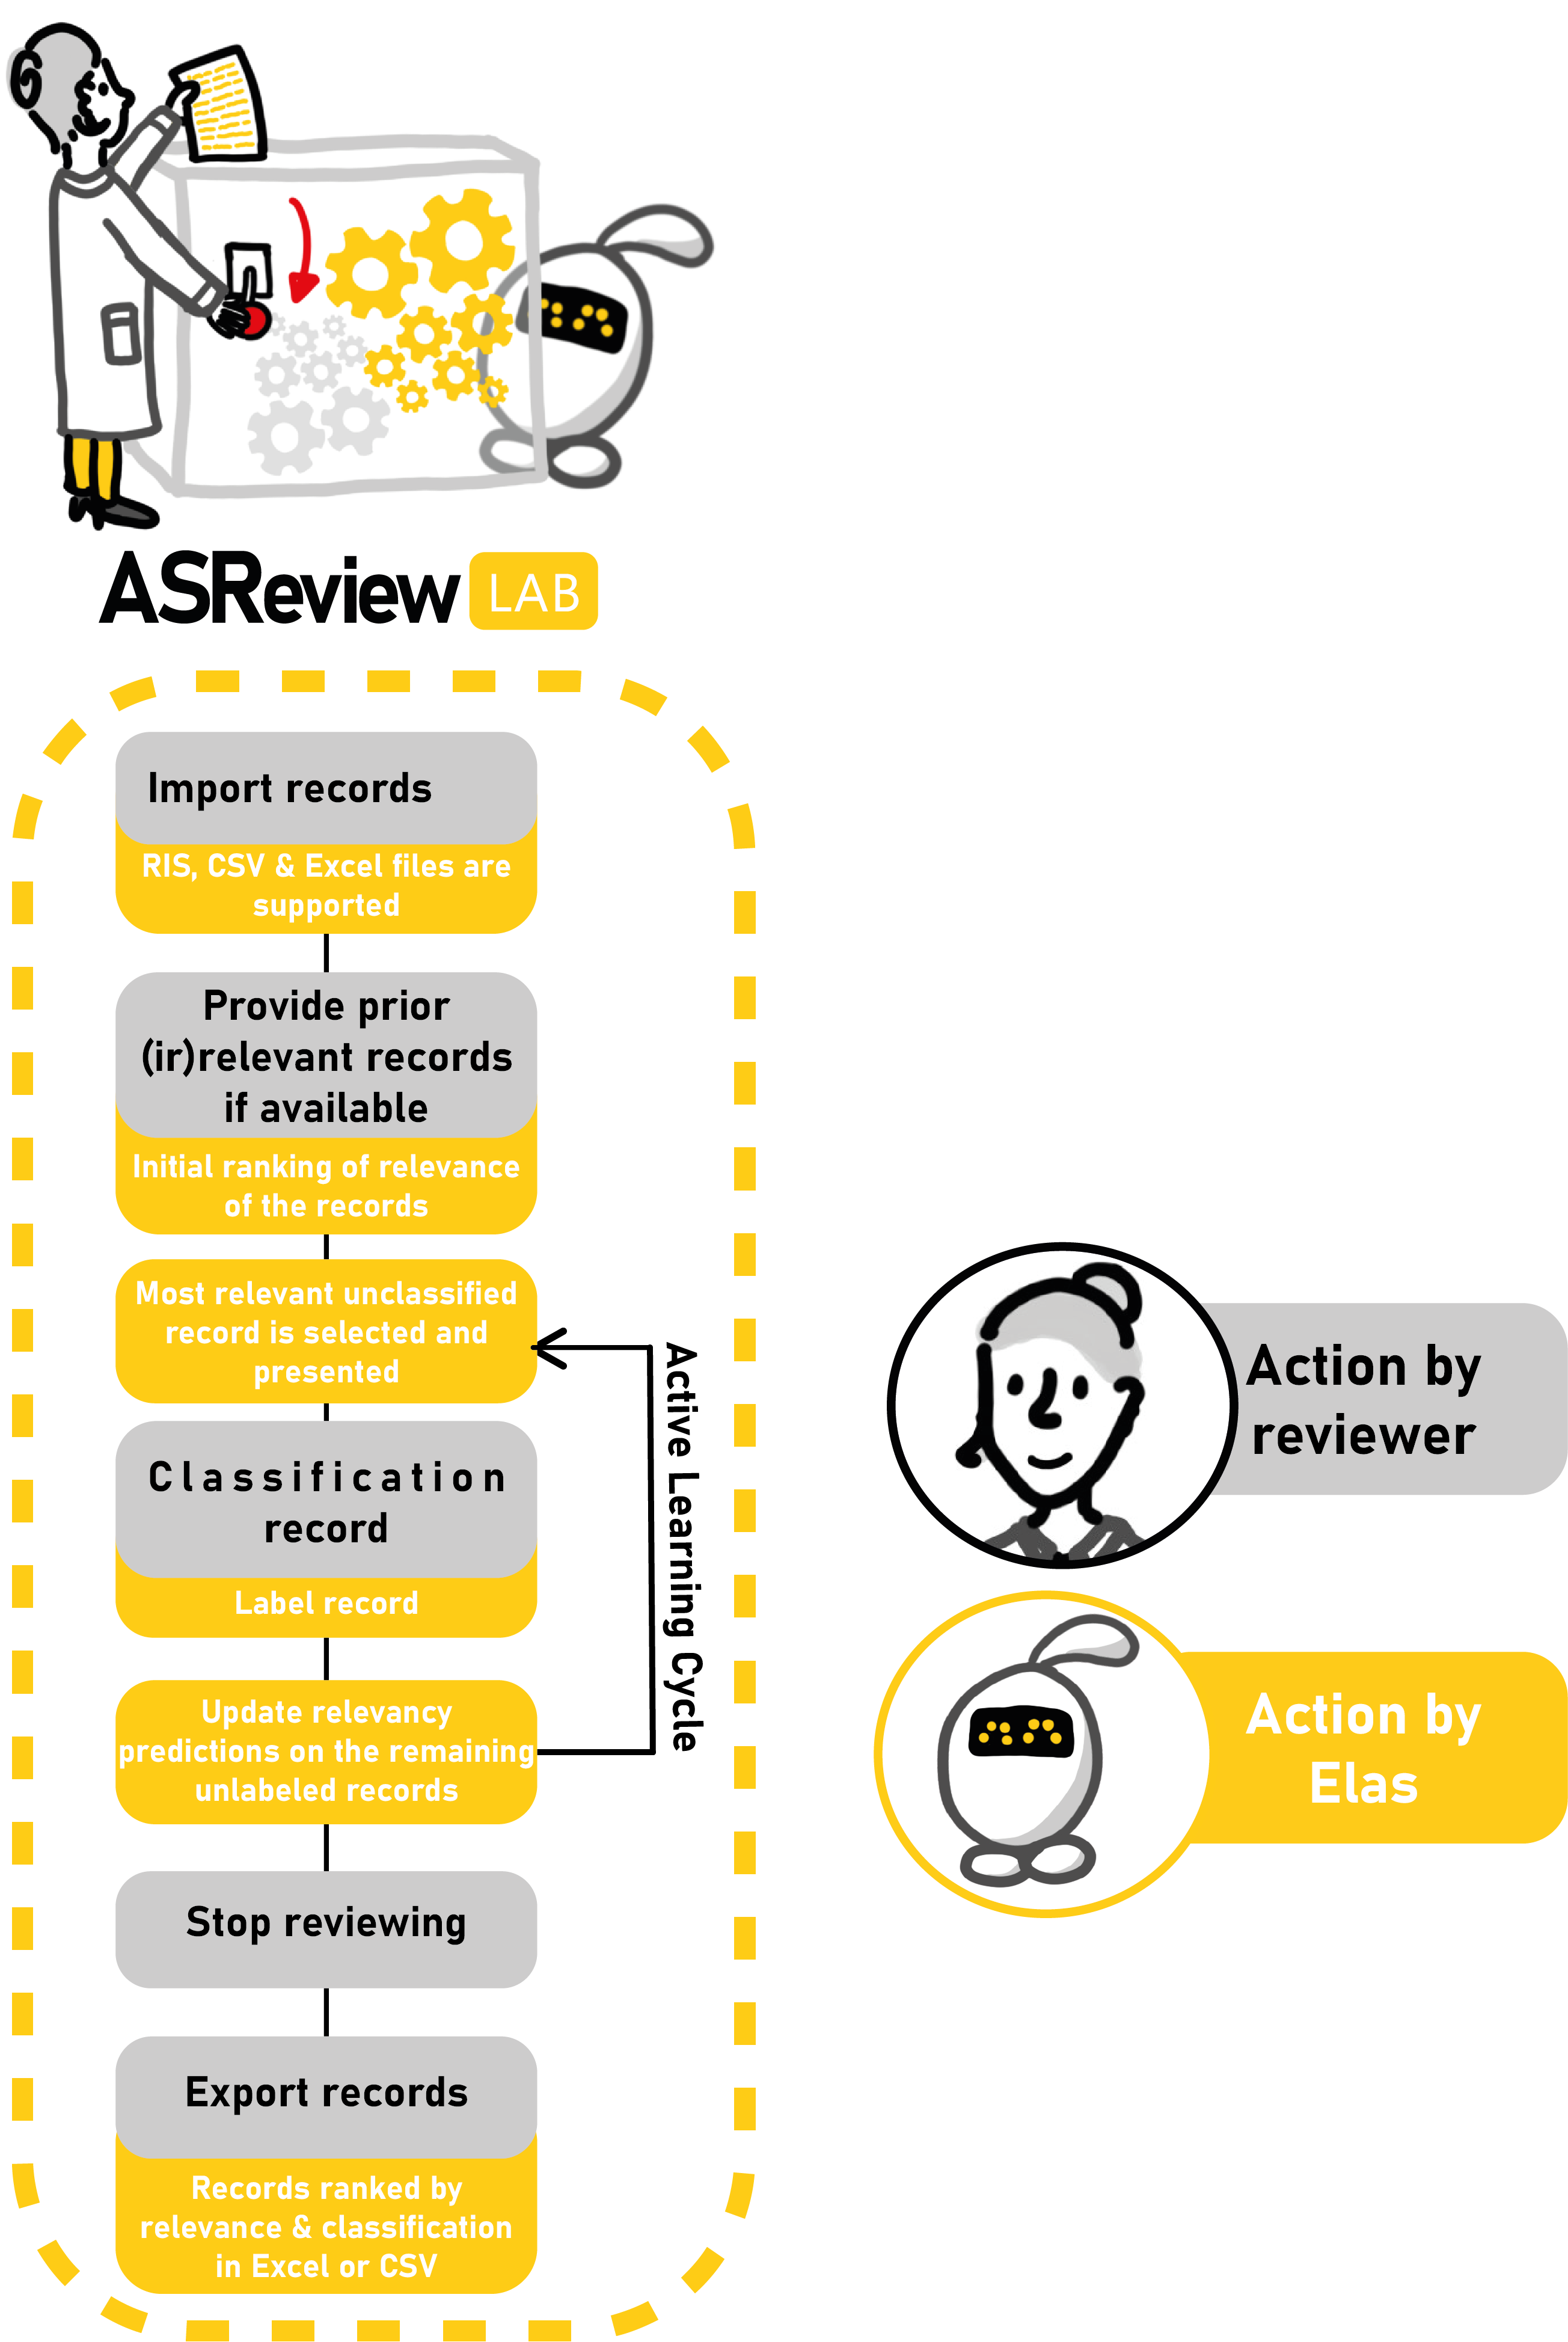 ASReview LAB
Import records
RIS, CSV & Excel files are
supported
Provide prior
(ir)relevant records
if available
Initial ranking of relevance
of the records
Most relevant unclassified
record is selected and
presented
Classification
record
Label record
Update relevancy
predictions on the remaining
unlabeled records
Active Learning Cycle
Stop reviewing
Export records
Records ranked by
relevance & classification
in Excel or CSV
Action by
reviewer
Action by
Elas